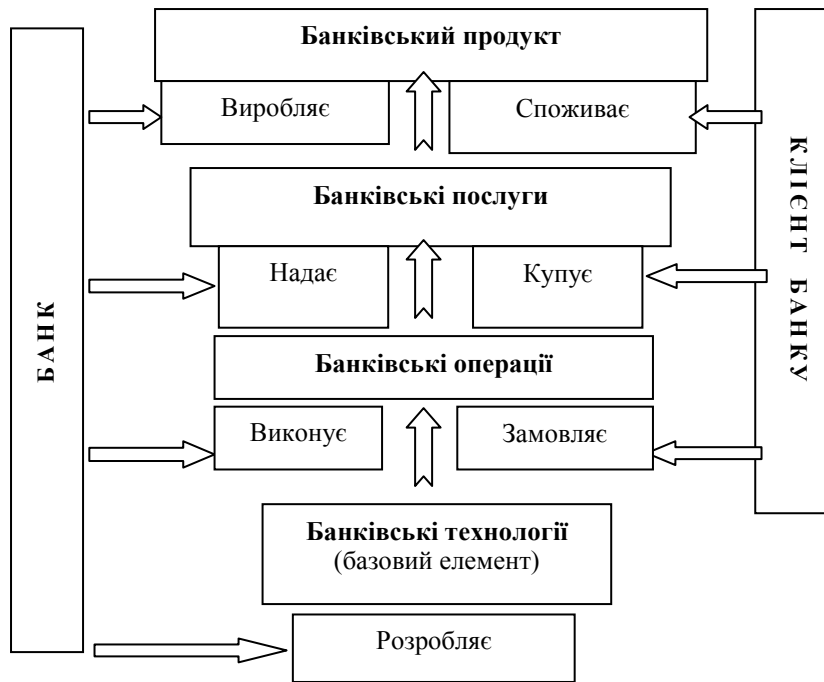 Банківський продукт
Виробляє
Споживає
Банківські послуги
Надає
Купує
Банківські операції
Виконує
Замовляє
Банківські технології
(базовий елемент)
Розробляє
БАНК
КЛІЄНТ БАНКУ